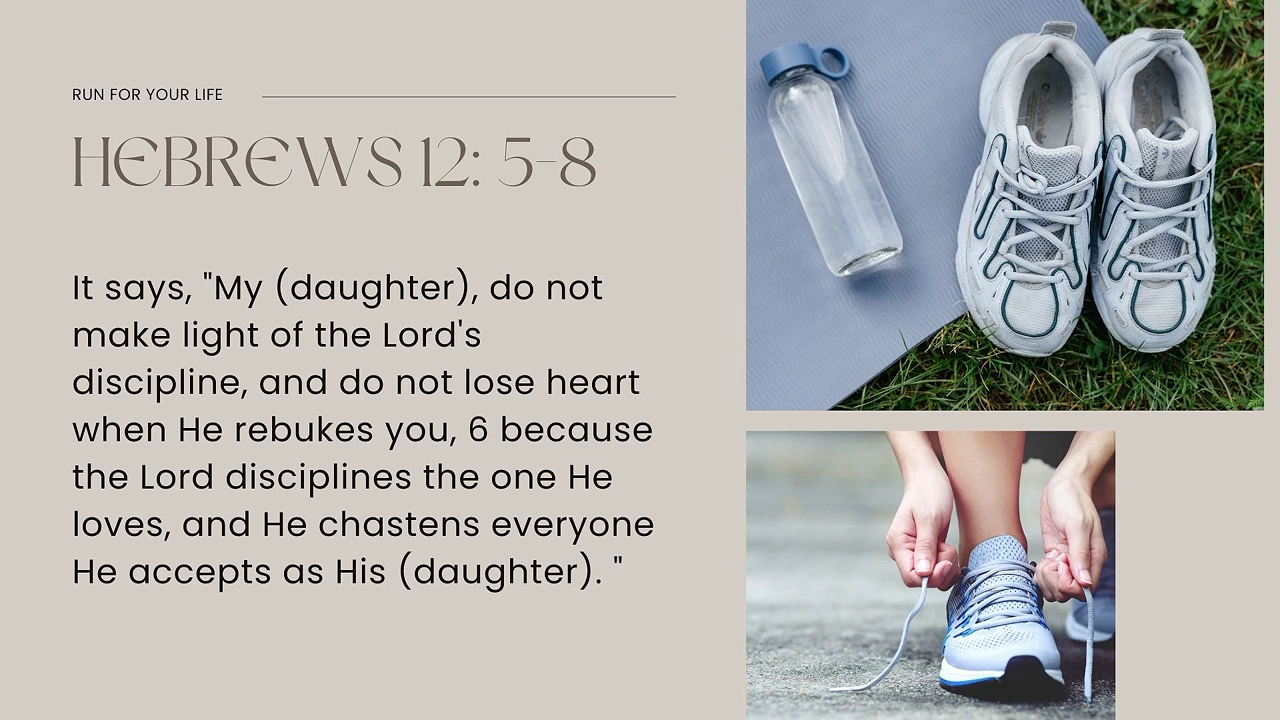 RUN FOR YOUR LIFE
HEBREWS 12: 5-8
It says, "My (daughter), do not
make light of the Lord's
discipline, and do not lose heart
when He rebukes you, 6 because
the Lord disciplines the one He
loves, and He chastens everyone
He accepts as His (daughter). "